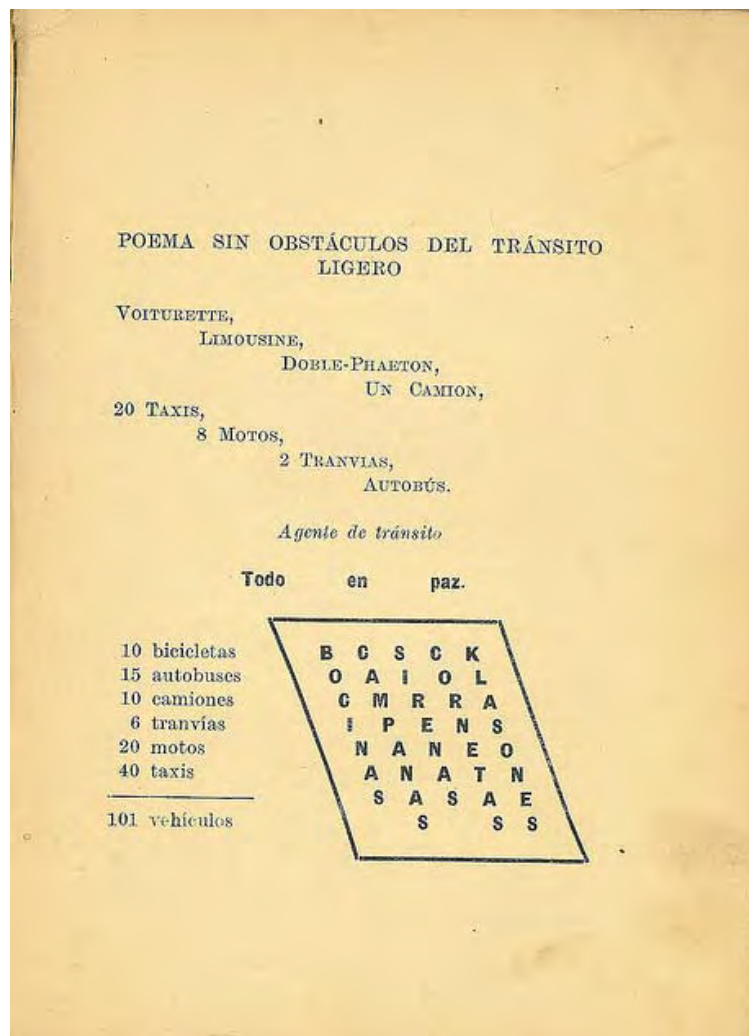 POEMA SIN OBSTÁCULOS DEL TRÁNSITO
LIGERO
VOITURETTE,
LIMOUSINE,
DOBLE-PHAETON,
UN CAMION,
20 TAXIS,
8 MOTOS,
2 TRANVIAS,
AUTOBÚS.
Agente de tránsito
Todo en paz.
10 bicicletas
15 autobuses
10 camiones
6 tranvías
20 motos
40 taxis
101 vehículos
B C S C K
O A I O L
C M R R A
I P E N S
N A N E O
A N A T N
S A S A E
S S S